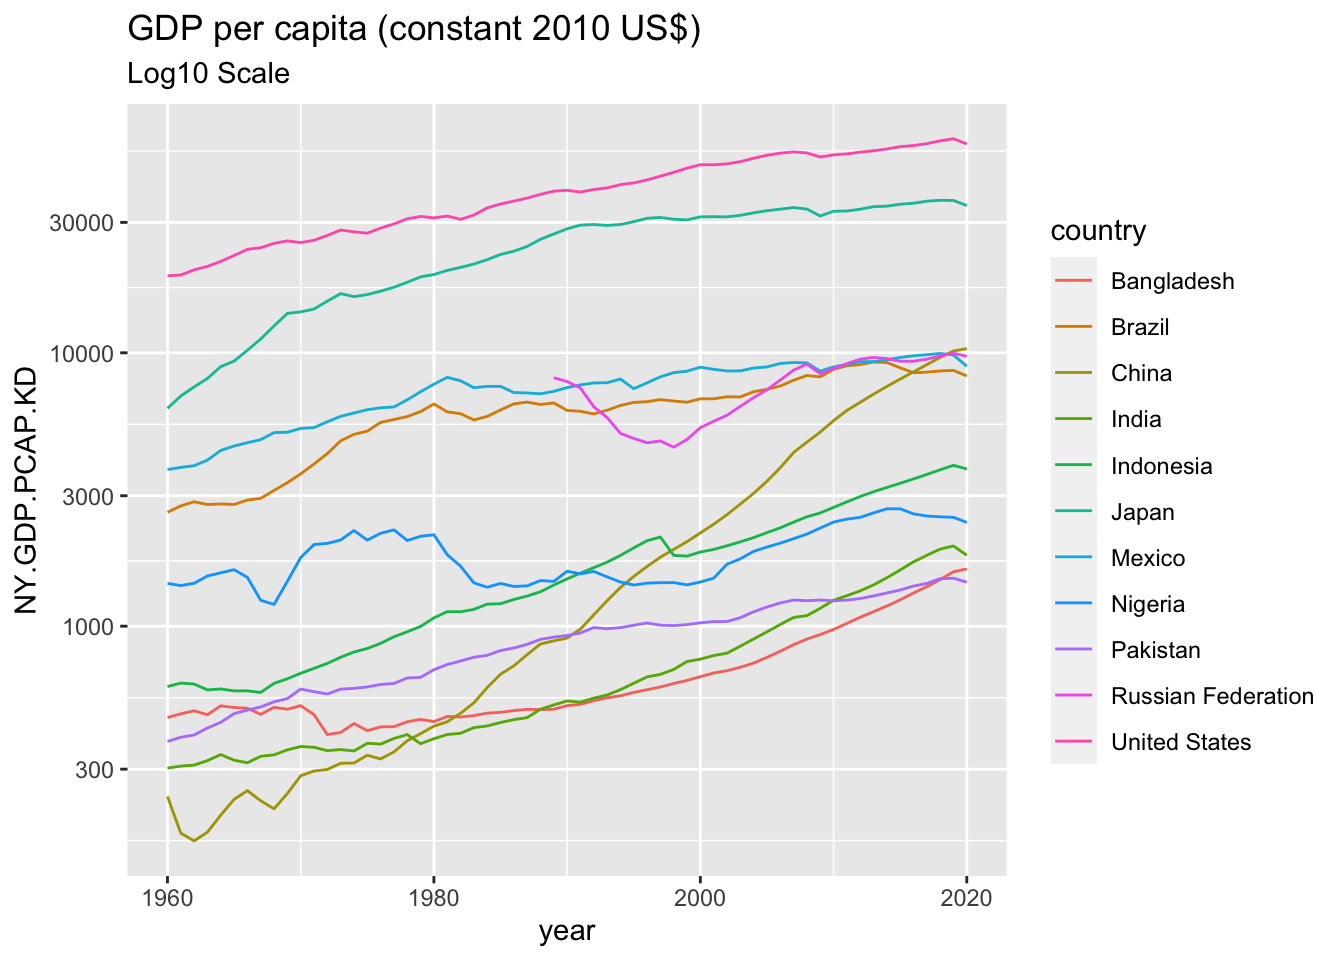 GDP per capita (constant 2010 US$)
Log10 Scale
NY.GDP.PCAP.KD
30000
10000
3000
1000
300
1960
1980
2000
2020
year
country
Bangladesh
Brazil
China
India
Indonesia
Japan
Mexico
Nigeria
Pakistan
Russian Federation
United States